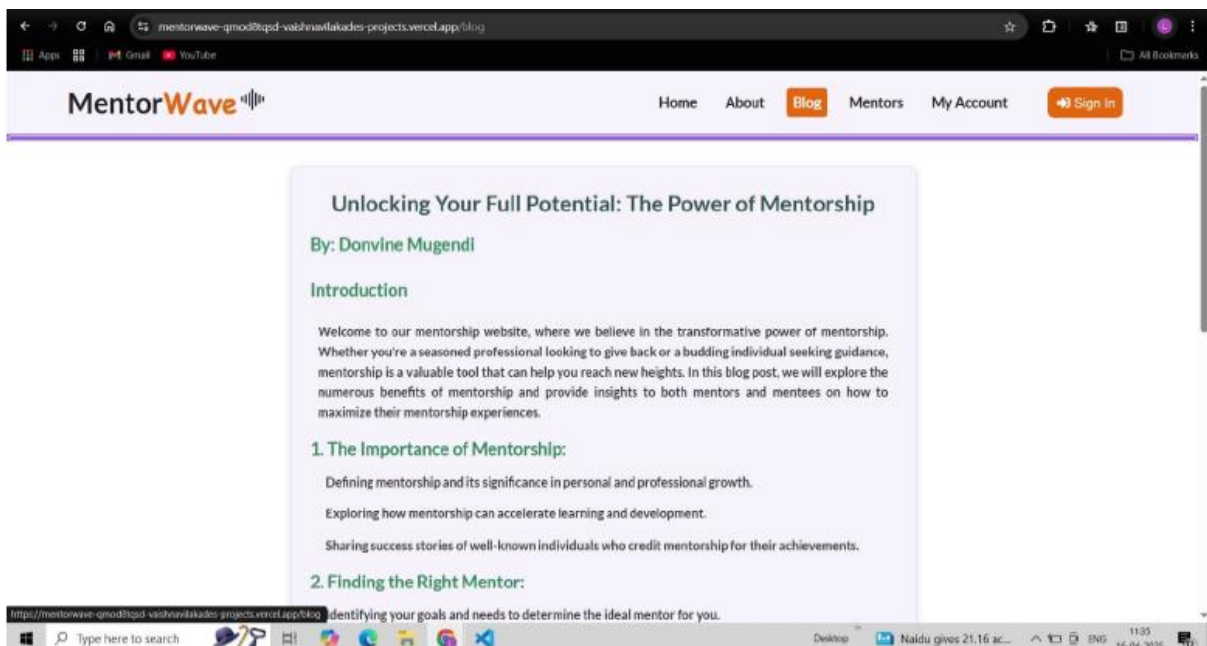 mentorwave-qmod8tqsd-vaishnavilakades-projects.vercel.app/blog
Apps Gmail YouTube All Bookmarks
MentorWave Home About Blog Mentors My Account Sign In
Unlocking Your Full Potential: The Power of Mentorship
By: Donvine Mugendi
Introduction
Welcome to our mentorship website, where we believe in the transformative power of mentorship.
Whether you're a seasoned professional looking to give back or a budding individual seeking guidance,
mentorship is a valuable tool that can help you reach new heights. In this blog post, we will explore the
numerous benefits of mentorship and provide insights to both mentors and mentees on how to
maximize their mentorship experiences.
1. The Importance of Mentorship:
Defining mentorship and its significance in personal and professional growth.
Exploring how mentorship can accelerate learning and development.
Sharing success stories of well-known individuals who credit mentorship for their achievements.
2. Finding the Right Mentor:
identifying your goals and needs to determine the ideal mentor for you.
https://mentorwave-qmod8tqsd-vaishnavilakades-projects.vercel.app/blog
Type here to search Desktop Naidu gives 21.16 ac... ENG 11:35